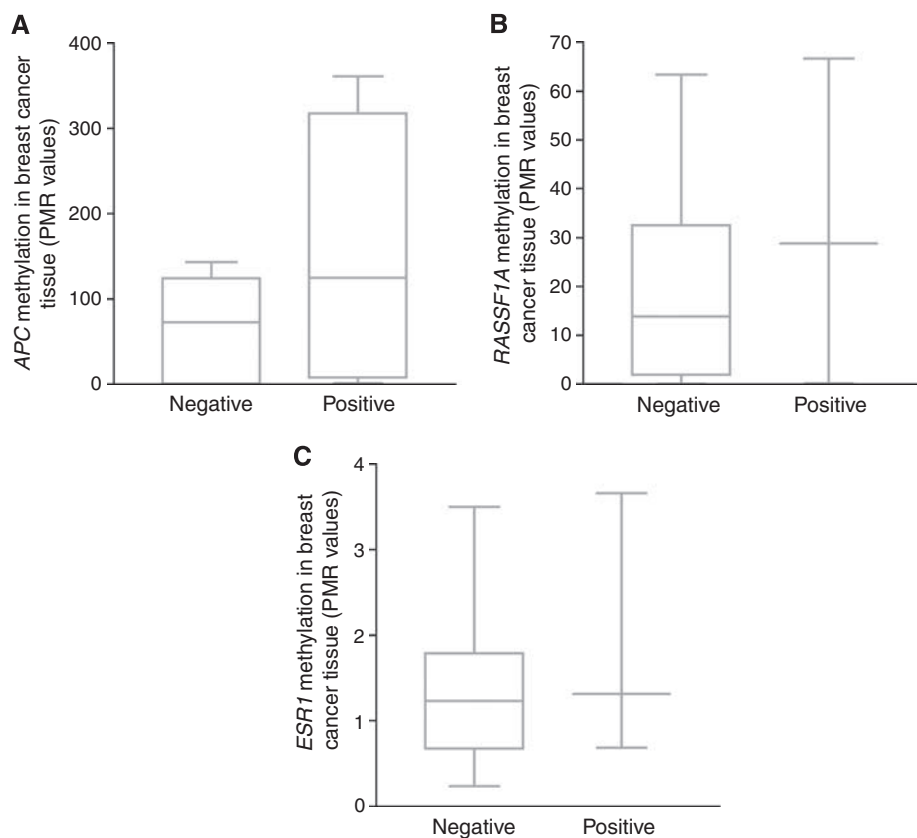 A
APC methylation in breast cancer
tissue (PMR values)
400
300
200
100
0
Negative
Positive
B
RASSF1A methylation in breast
cancer tissue (PMR values)
70
60
50
40
30
20
10
0
Negative
Positive
C
ESR1 methylation in breast
cancer tissue (PMR values)
4
3
2
1
0
Negative
Positive